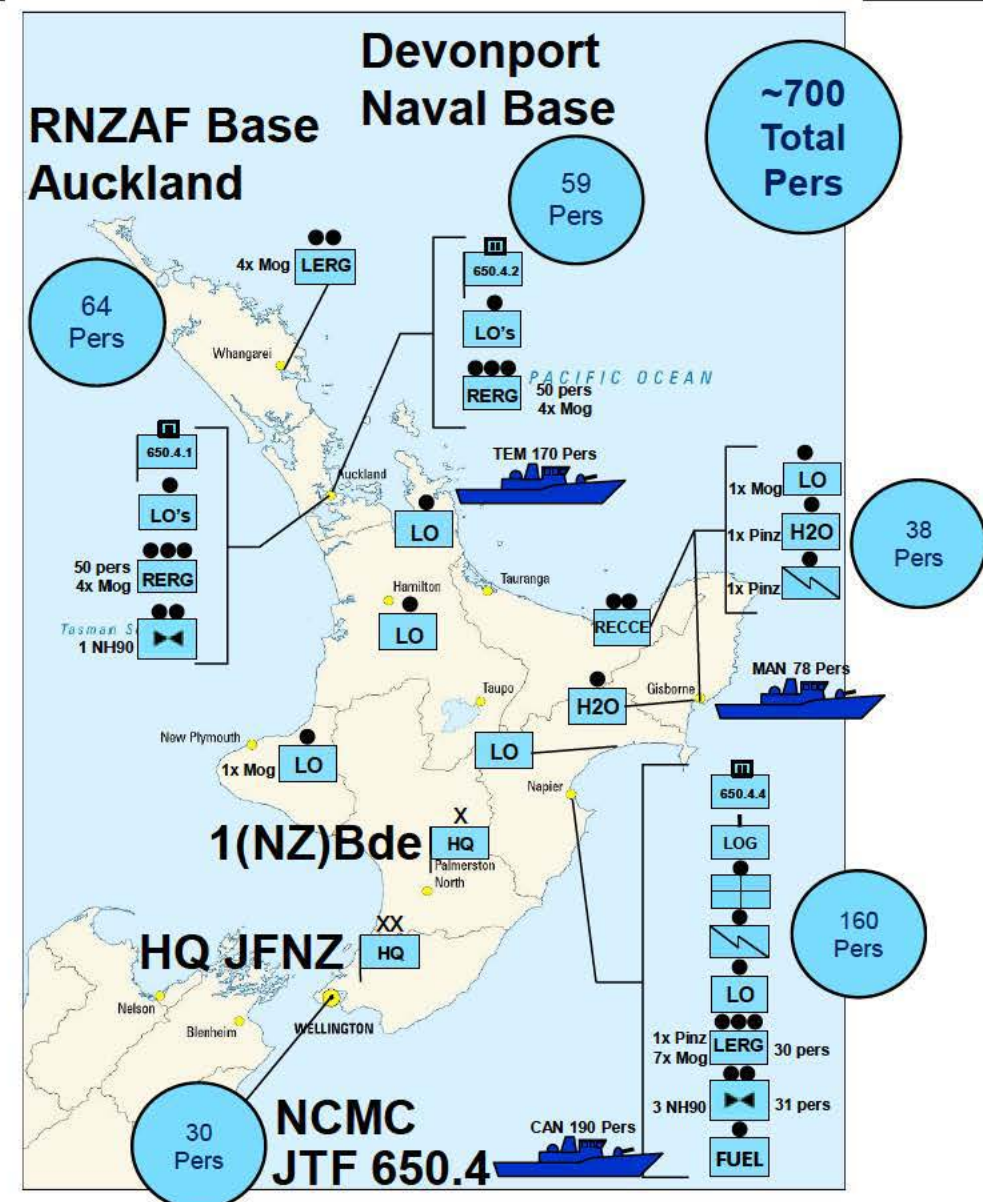 Devonport
Naval Base
RNZAF Base
Auckland
~700
Total
Pers
59
Pers
64
Pers
4x Mog
LERG
650.4.2
LO's
RERG
50 pers
4x Mog
PACIFIC OCEAN
Whangarei
650.4.1
LO's
50 pers
4x Mog
RERG
Tasman S
1 NH90
Auckland
TEM 170 Pers
LO
Hamilton
LO
Tauranga
1x Mog
LO
1x Pinz
H2O
1x Pinz
38
Pers
RECCE
MAN 78 Pers
Gisborne
H2O
Taupo
LO
New Plymouth
1x Mog
LO
Napier
650.4.4
LOG
LO
1x Pinz
7x Mog
LERG
30 pers
3 NH90
31 pers
FUEL
160
Pers
1(NZ)Bde
X
HQ
Palmerston
North
HQ JFNZ
XX
HQ
Nelson
Blenheim
WELLINGTON
30
Pers
NCMC
JTF 650.4
CAN 190 Pers